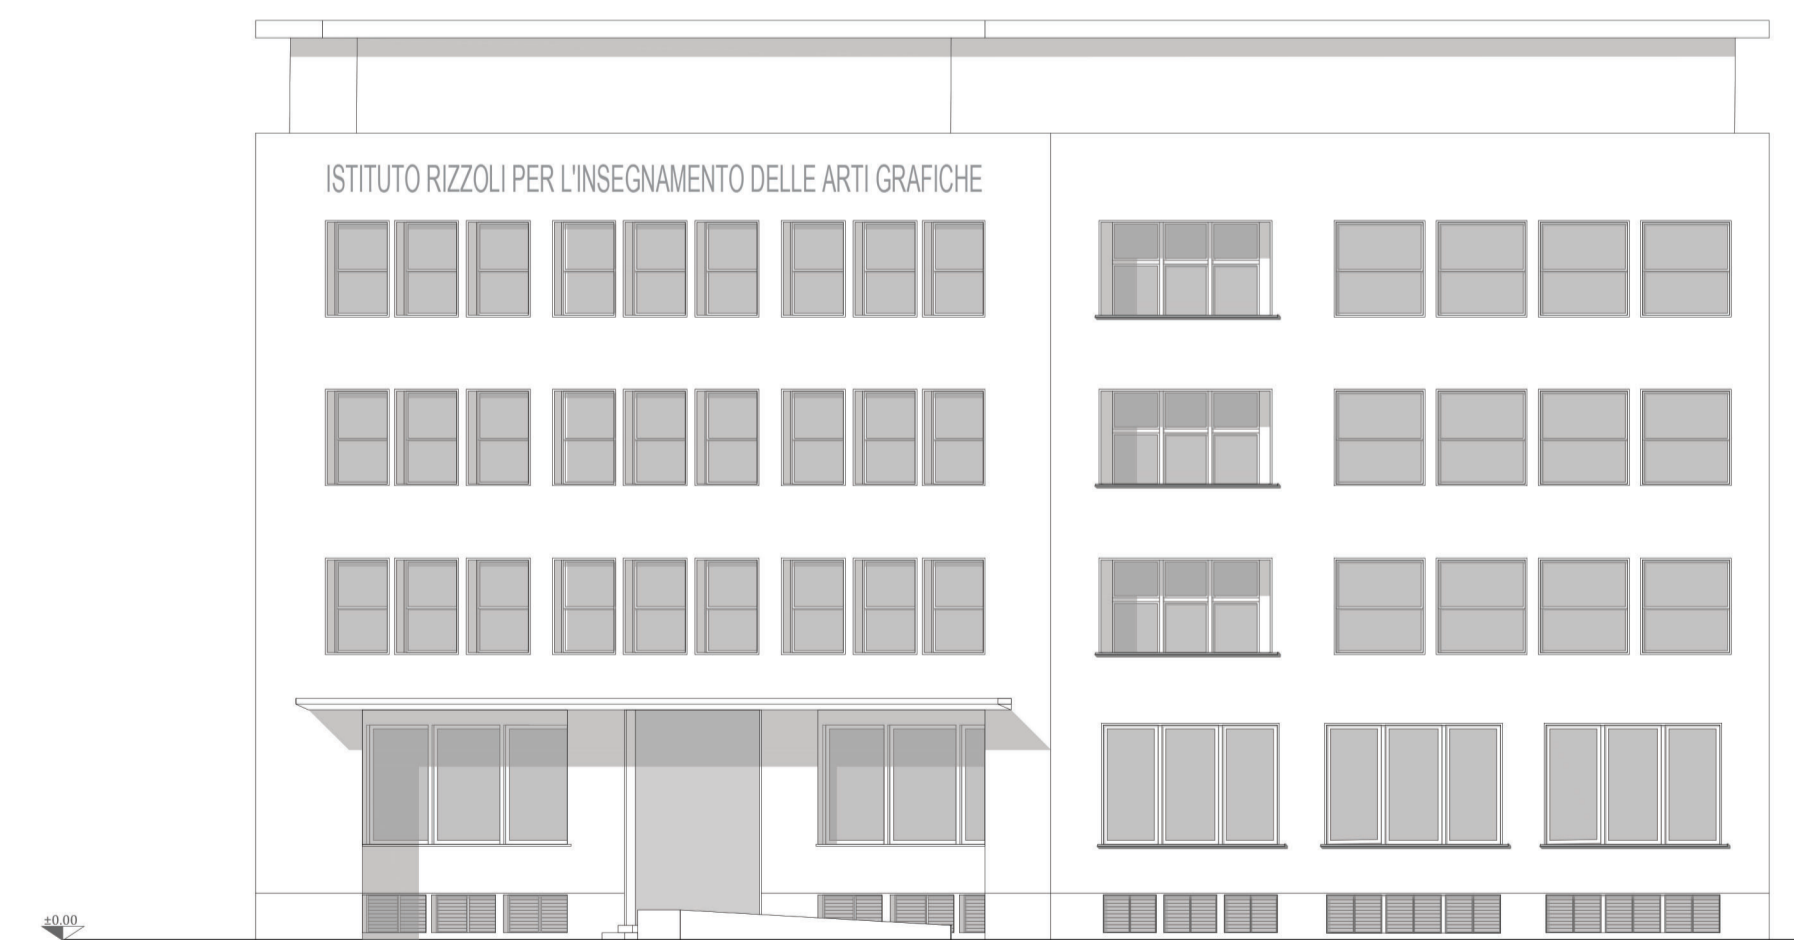 ISTITUTO RIZZOLI PER L'INSEGNAMENTO DELLE ARTI GRAFICHE
±0.00